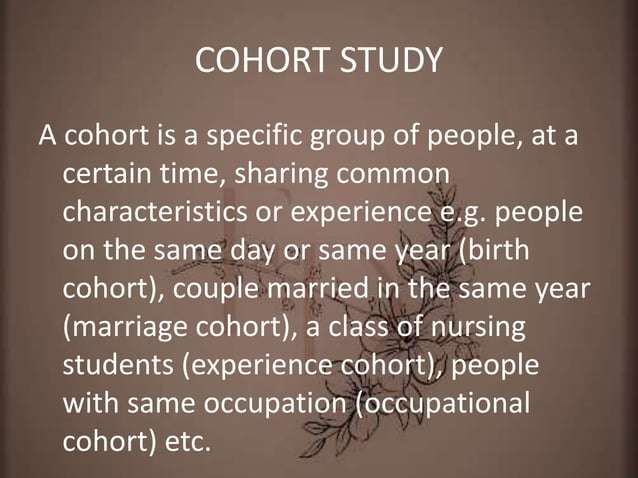 COHORT STUDY
A cohort is a specific group of people, at a
certain time, sharing common
characteristics or experience e.g. people
on the same day or same year (birth
cohort), couple married in the same year
(marriage cohort), a class of nursing
students (experience cohort), people
with same occupation (occupational
cohort) etc.